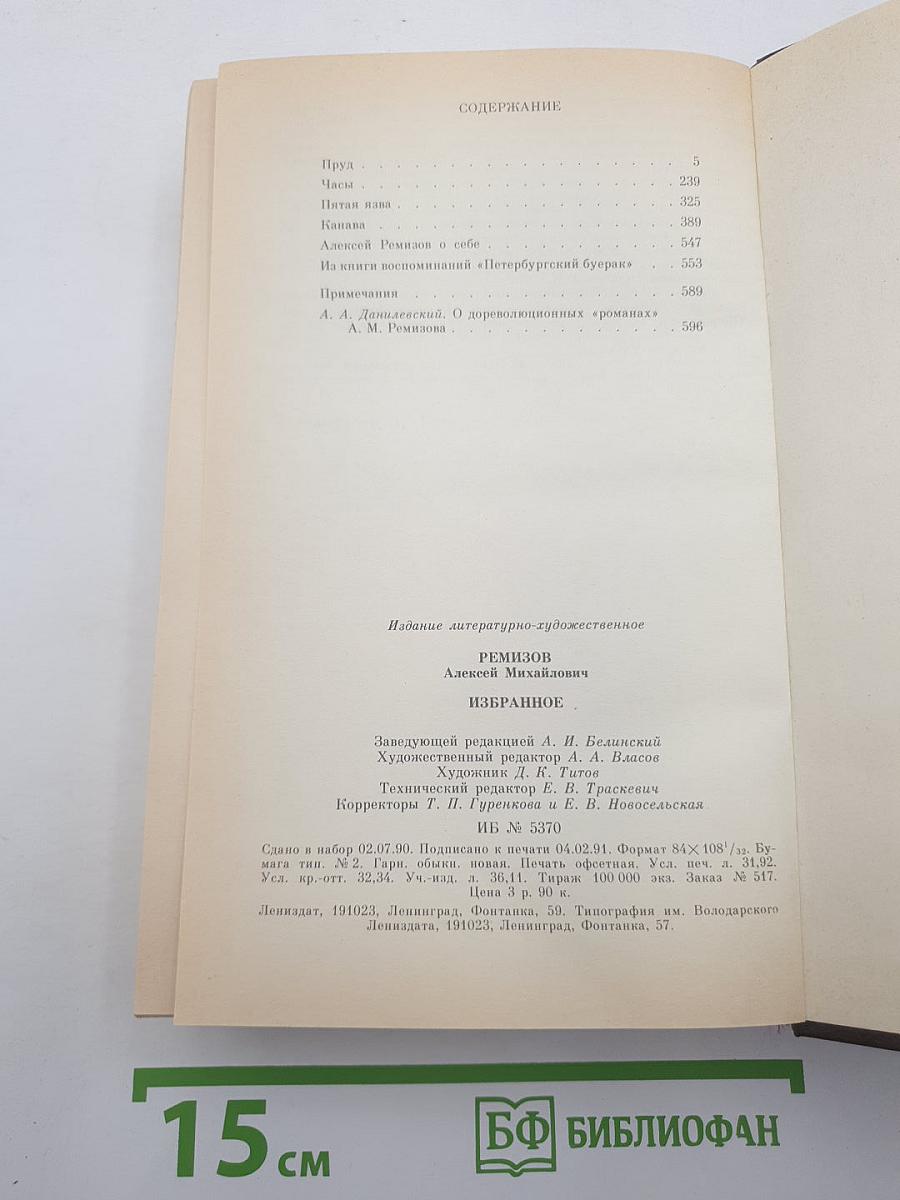 СОДЕРЖАНИЕ
Пруд . . . . . . . . . . . . . . . . . 5
Часы . . . . . . . . . . . . . . . . . 239
Пятая язва . . . . . . . . . . . . . . . 325
Канава . . . . . . . . . . . . . . . . 389
Алексей Ремизов о себе . . . . . . . . . . 547
Из книги воспоминаний «Петербургский буерак» . . 553
Примечания . . . . . . . . . . . . . . 589
А. А. Данилевский. О дореволюционных «романах»
А. М. Ремизова . . . . . . . . . . . . 596
Издание литературно-художественное
РЕМИЗОВ
Алексей Михайлович
ИЗБРАННОЕ
Заведующей редакцией А. И. Белинский
Художественный редактор А. А. Власов
Художник Д. К. Титов
Технический редактор Е. В. Траскевич
Корректоры Т. П. Гуренкова и Е. В. Новосельская
ИБ № 5370
Сдано в набор 02.07.90. Подписано к печати 04.02.91. Формат 84×108¹/₃₂. Бу-
мага тип. № 2. Гарн. обыкн. новая. Печать офсетная. Усл. печ. л. 31,92.
Усл. кр.-отт. 32,34. Уч.-изд. л. 36,11. Тираж 100 000 экз. Заказ № 517.
Цена 3 р. 90 к.
Лениздат, 191023, Ленинград, Фонтанка, 59. Типография им. Володарского
Лениздата, 191023, Ленинград, Фонтанка, 57.
15 см
БФ БИБЛИОФАН